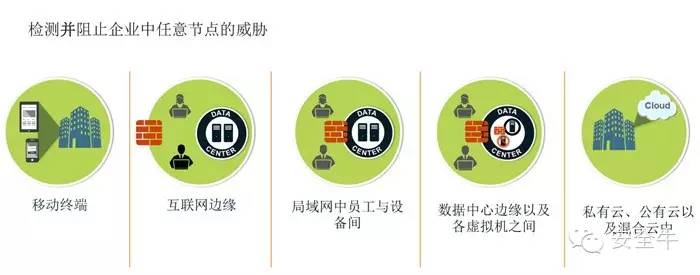 检测并阻止企业中任意节点的威胁
DATA
CENTER
DATA
CENTER
DATA
CENTER
Cloud
移动终端
互联网边缘
局域网中员工与设
备间
数据中心边缘以及
各虚拟机之间
私有云、公有云以
及混合云中
安全牛